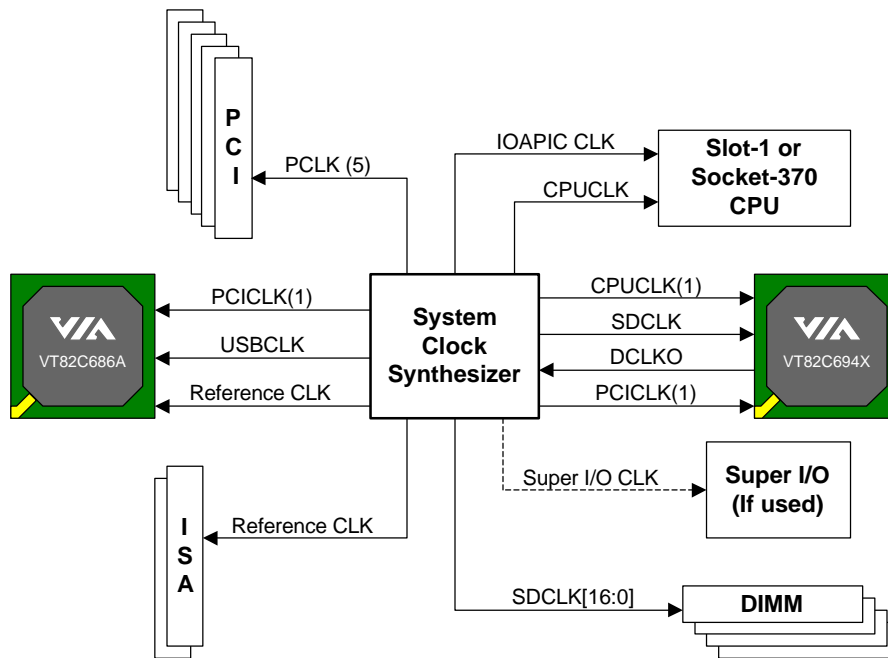 P
C
I
PCLK (5)
IOAPIC CLK
CPUCLK
Slot-1 or
Socket-370
CPU
VIA
VT82C686A
PCICLK(1)
USBCLK
Reference CLK
System
Clock
Synthesizer
CPUCLK(1)
SDCLK
DCLKO
PCICLK(1)
VIA
VT82C694X
Super I/O CLK
Super I/O
(If used)
I
S
A
Reference CLK
SDCLK[16:0]
DIMM